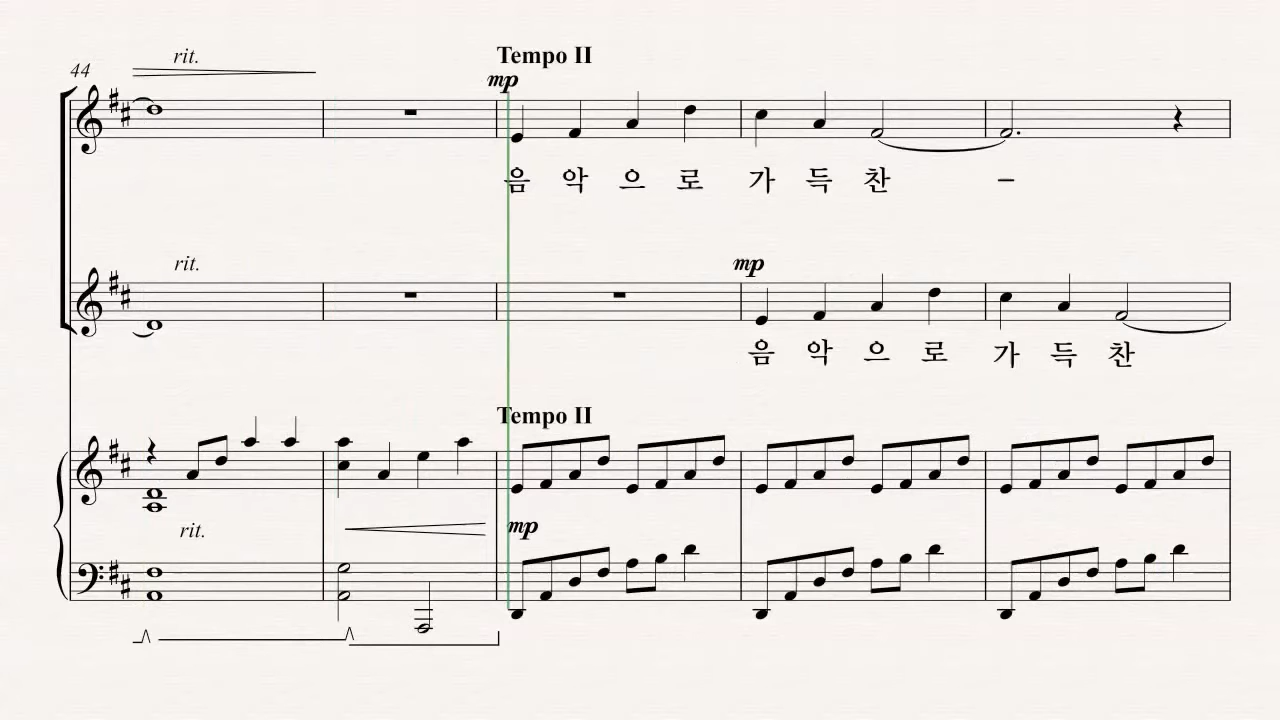 rit.
Tempo II
44
mp
음 악 으 로 가 득 찬 –
rit.
mp
음 악 으 로 가 득 찬
Tempo II
rit.
mp